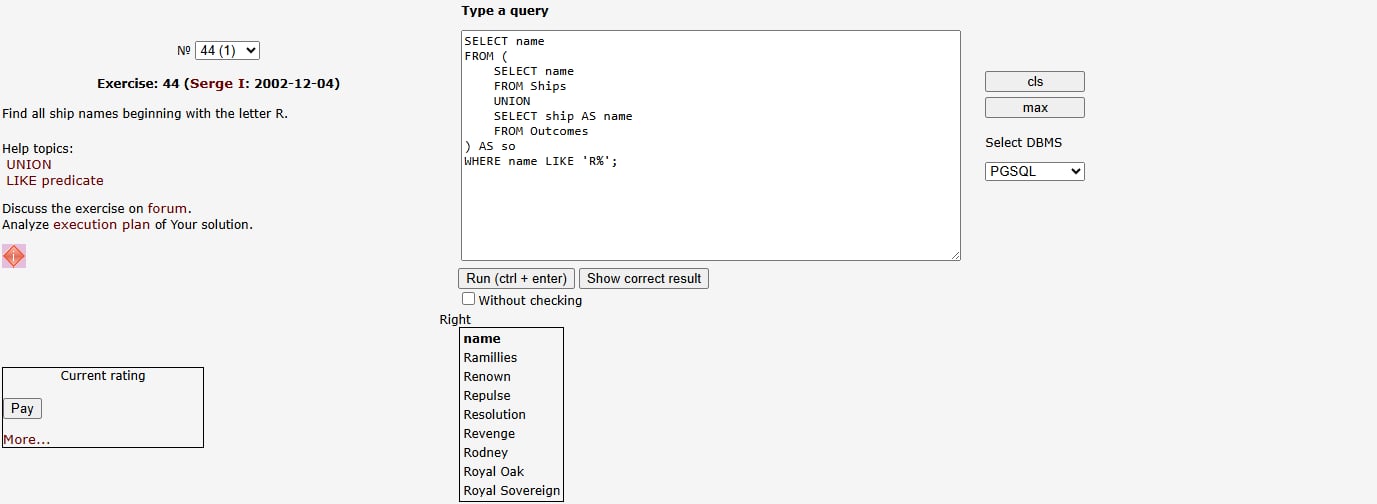 Type a query
№ 44 (1)
Exercise: 44 (Serge I: 2002-12-04)
Find all ship names beginning with the letter R.
Help topics:
UNION
LIKE predicate
Discuss the exercise on forum.
Analyze execution plan of Your solution.
Current rating
Pay
More...
SELECT name
FROM (
    SELECT name
    FROM Ships
    UNION
    SELECT ship AS name
    FROM Outcomes
) AS so
WHERE name LIKE 'R%';
cls
max
Select DBMS
PGSQL
Run (ctrl + enter) Show correct result
Without checking
Right
name
Ramillies
Renown
Repulse
Resolution
Revenge
Rodney
Royal Oak
Royal Sovereign